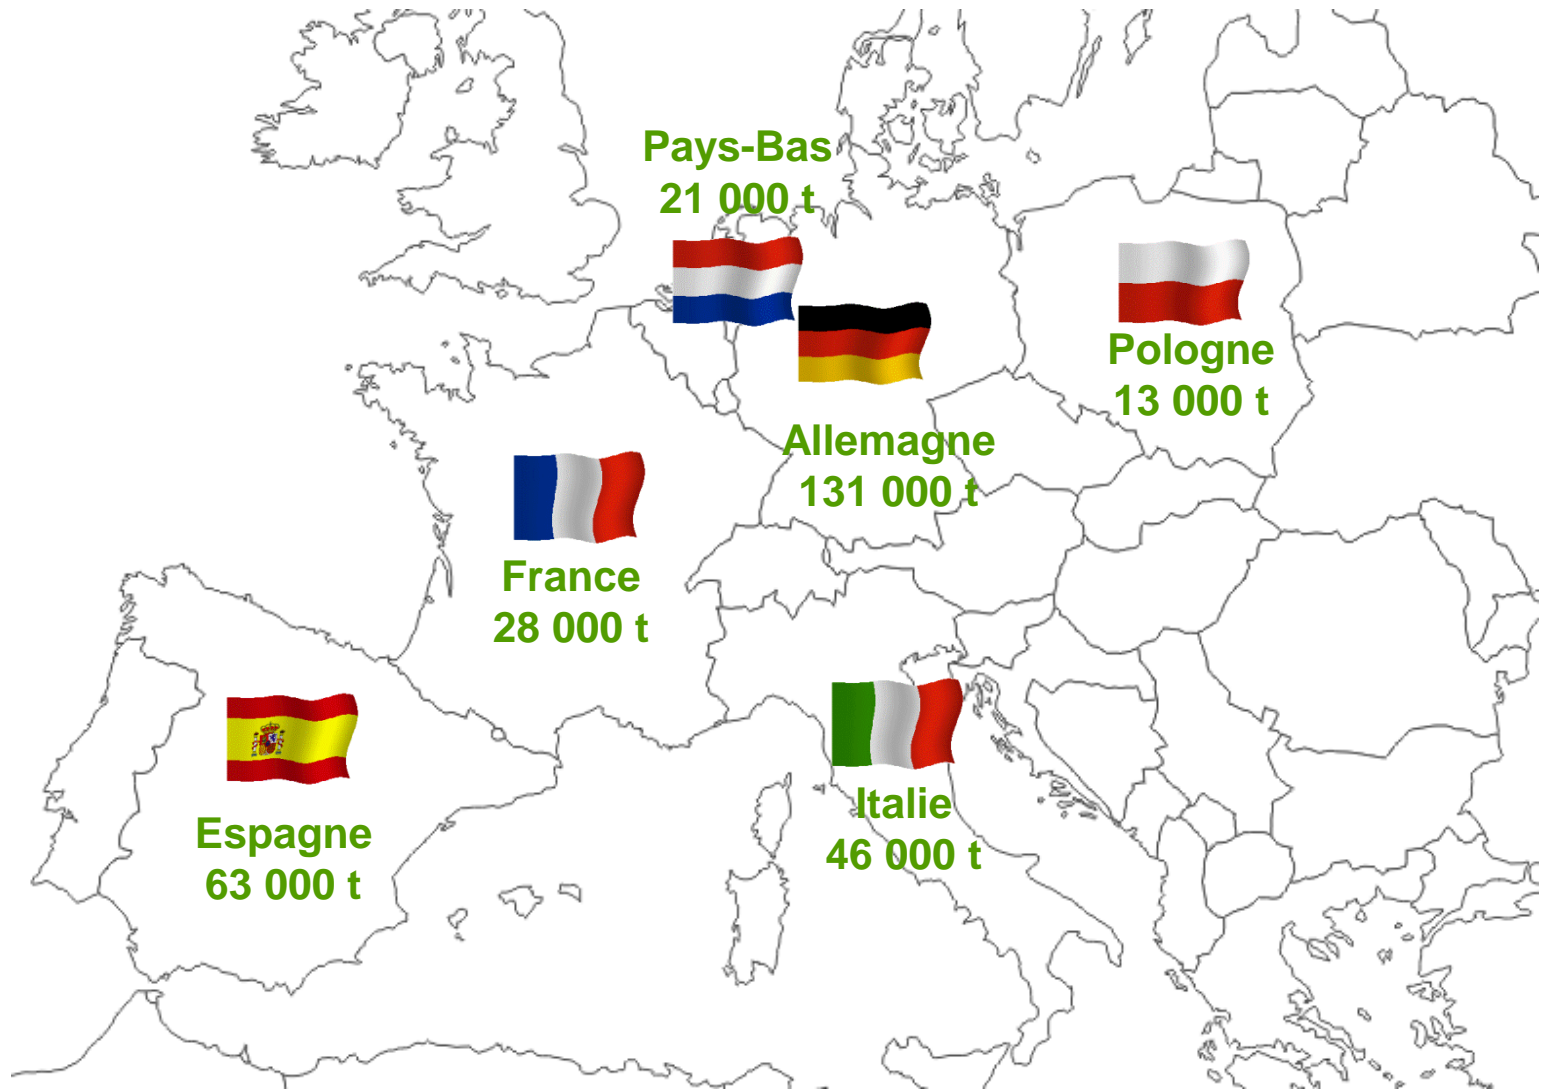 Pays-Bas
21 000 t
Pologne
13 000 t
Allemagne
131 000 t
France
28 000 t
Italie
46 000 t
Espagne
63 000 t